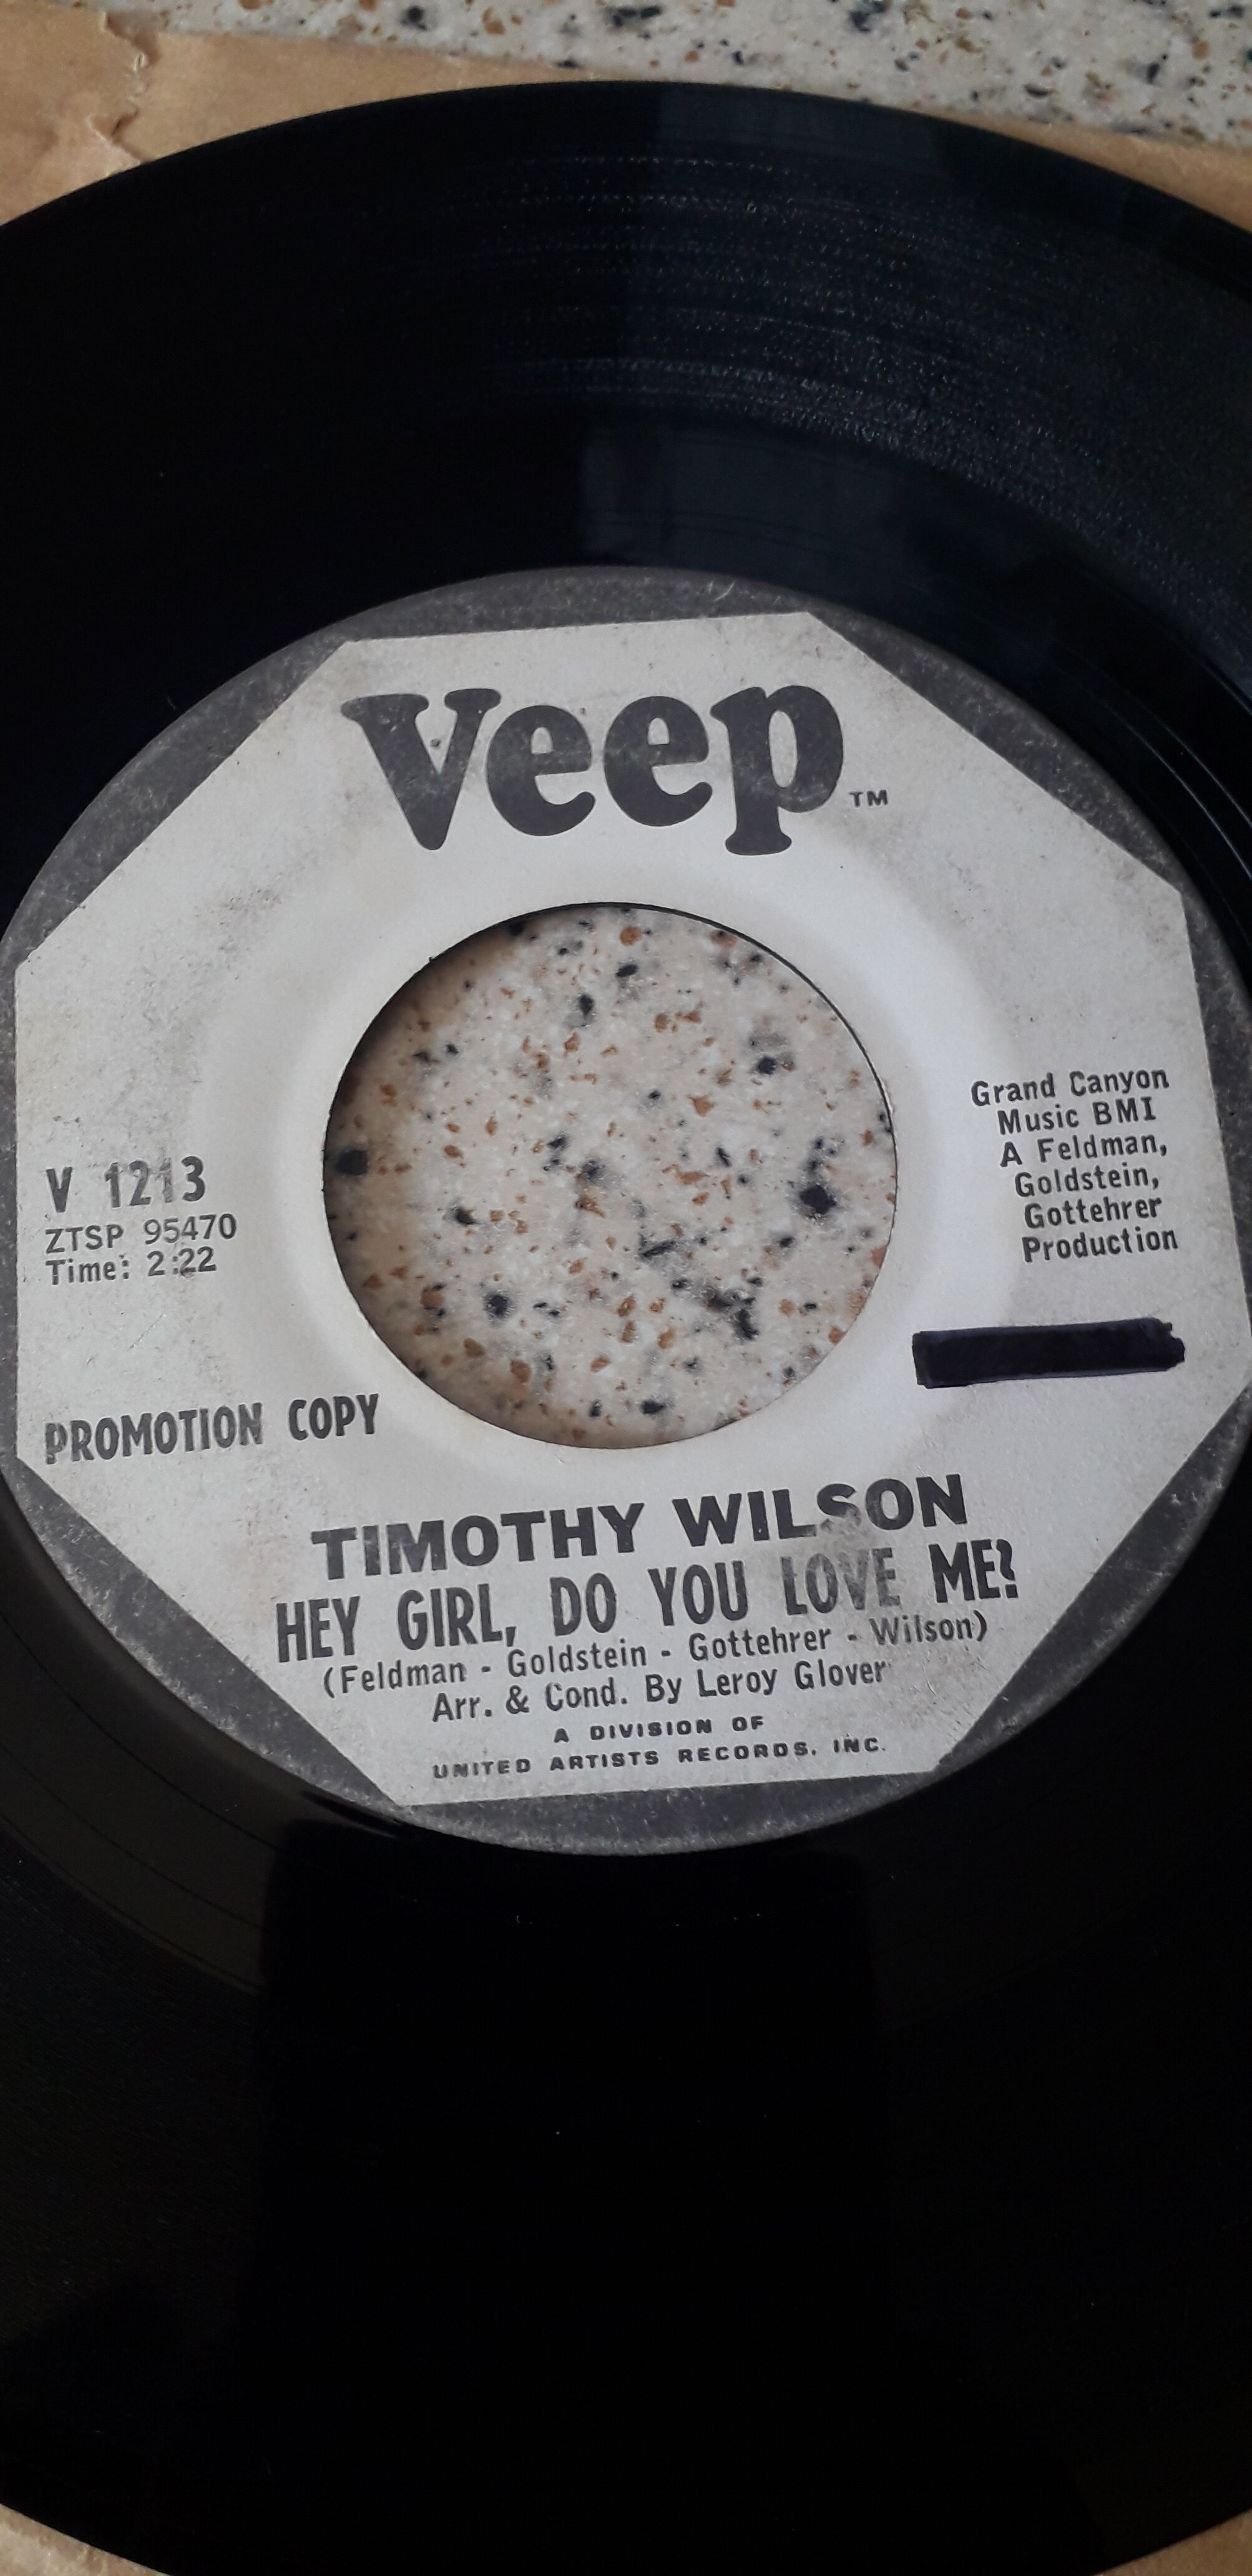 Veep TM
Grand Canyon
Music BMI
A Feldman,
Goldstein,
Gottehrer
Production
V 1213
ZTSP 95470
Time: 2:22
PROMOTION COPY
TIMOTHY WILSON
HEY GIRL, DO YOU LOVE ME?
(Feldman - Goldstein - Gottehrer - Wilson)
Arr. & Cond. By Leroy Glover
A DIVISION OF
UNITED ARTISTS RECORDS, INC.